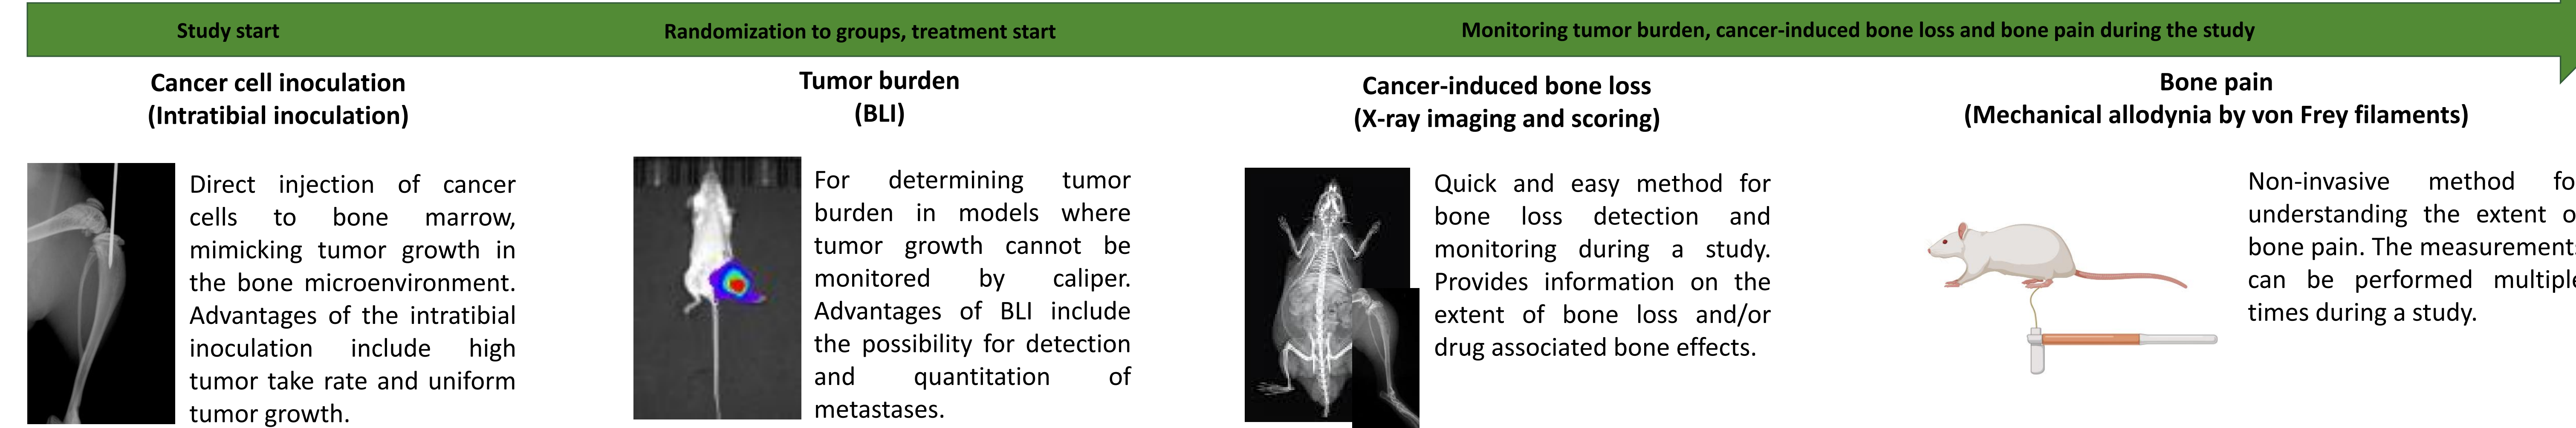 Study start
Randomization to groups, treatment start
Monitoring tumor burden, cancer-induced bone loss and bone pain during the study
Cancer cell inoculation
(Intratibial inoculation)
Direct injection of cancer
cells to bone marrow,
mimicking tumor growth in
the bone microenvironment.
Advantages of the intratibial
inoculation include high
tumor take rate and uniform
tumor growth.
Tumor burden
(BLI)
For determining tumor
burden in models where
tumor growth cannot be
monitored by caliper.
Advantages of BLI include
the possibility for detection
and quantitation of
metastases.
Cancer-induced bone loss
(X-ray imaging and scoring)
Quick and easy method for
bone loss detection and
monitoring during a study.
Provides information on the
extent of bone loss and/or
drug associated bone effects.
Bone pain
(Mechanical allodynia by von Frey filaments)
Non-invasive method fo
understanding the extent o
bone pain. The measurement
can be performed multipl
times during a study.